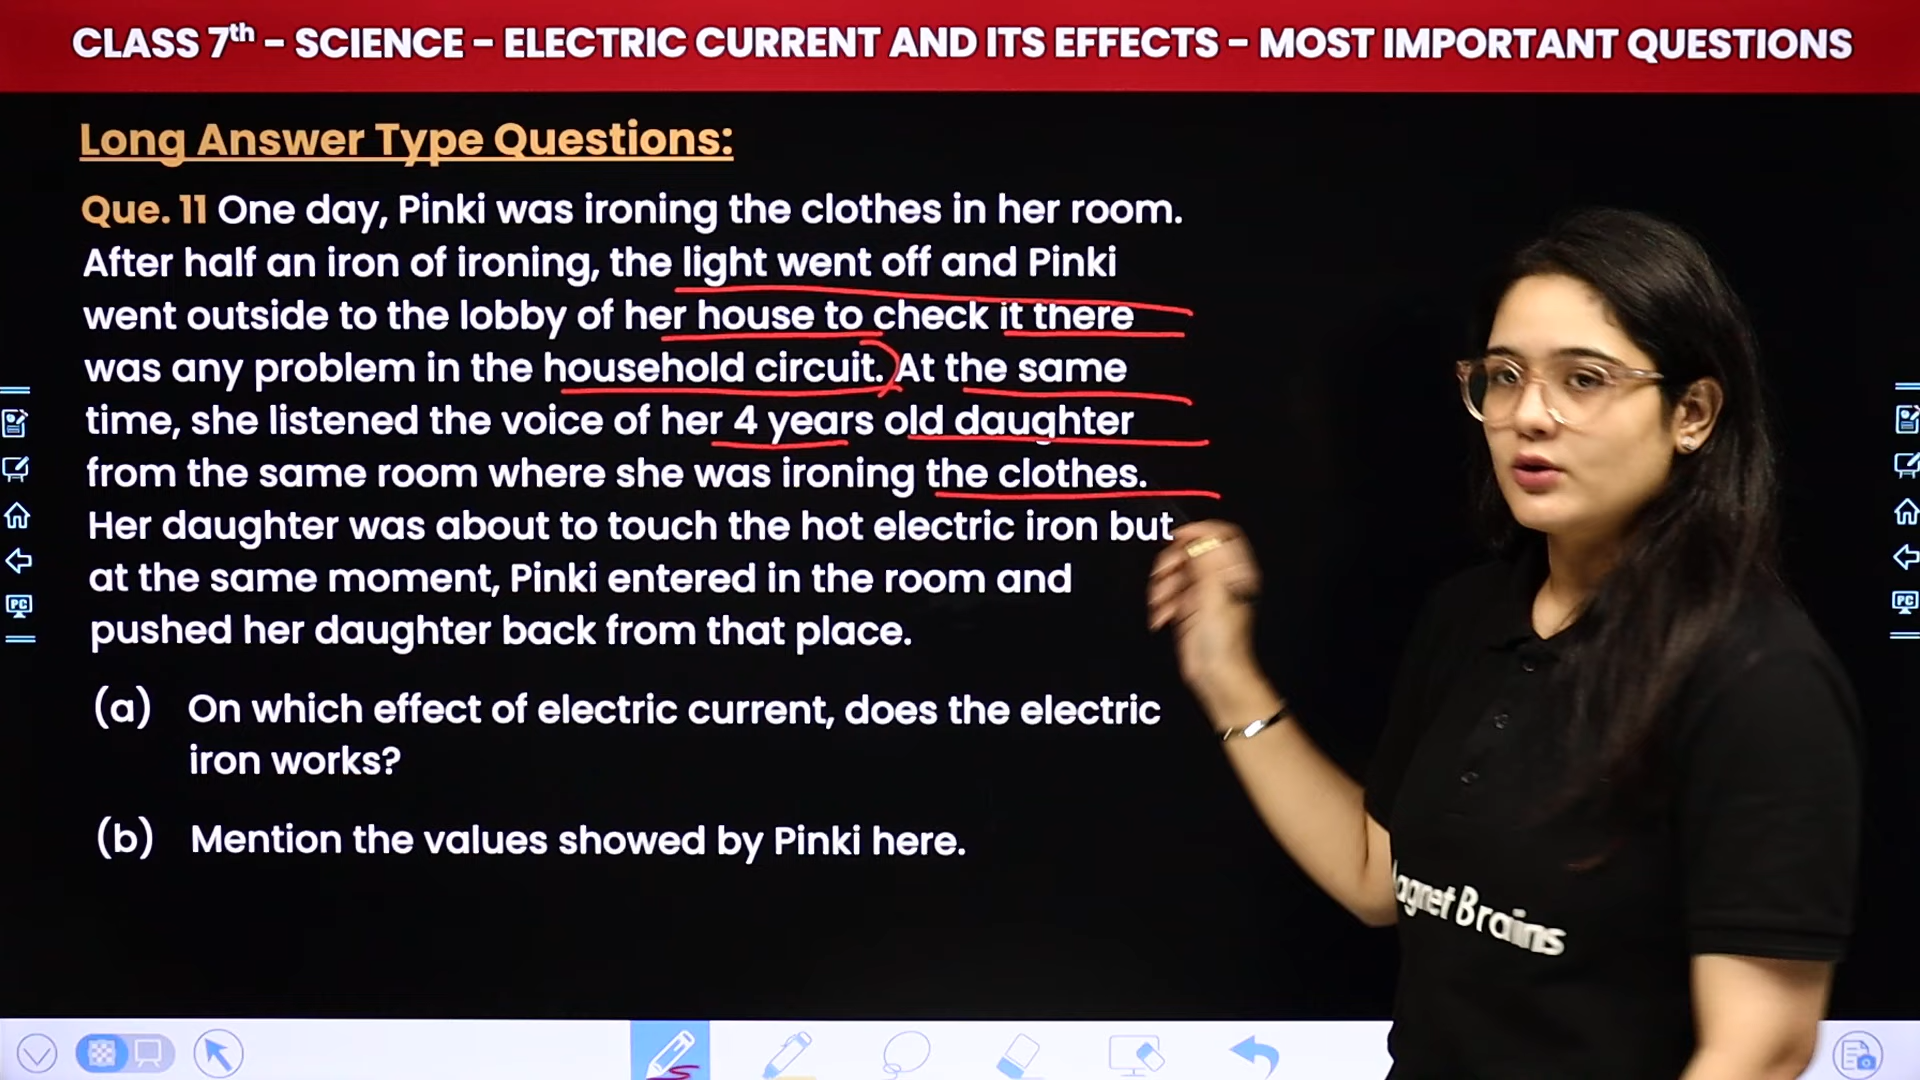 CLASS 7th – SCIENCE – ELECTRIC CURRENT AND ITS EFFECTS – MOST IMPORTANT QUESTIONS
Long Answer Type Questions:
Que. 11 One day, Pinki was ironing the clothes in her room.
After half an iron of ironing, the light went off and Pinki
went outside to the lobby of her house to check it there
was any problem in the household circuit. At the same
time, she listened the voice of her 4 years old daughter
from the same room where she was ironing the clothes.
Her daughter was about to touch the hot electric iron but
at the same moment, Pinki entered in the room and
pushed her daughter back from that place.
(a) On which effect of electric current, does the electric
iron works?
(b) Mention the values showed by Pinki here.
agnet Brains
PC
PC